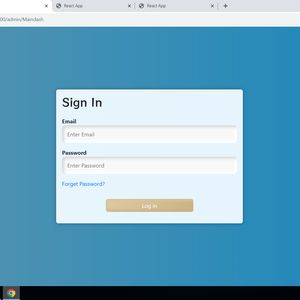 React App
React App
00/admin/Maindash
Sign In
Email
Enter Email
Password
Enter Password
Forget Password?
Log in